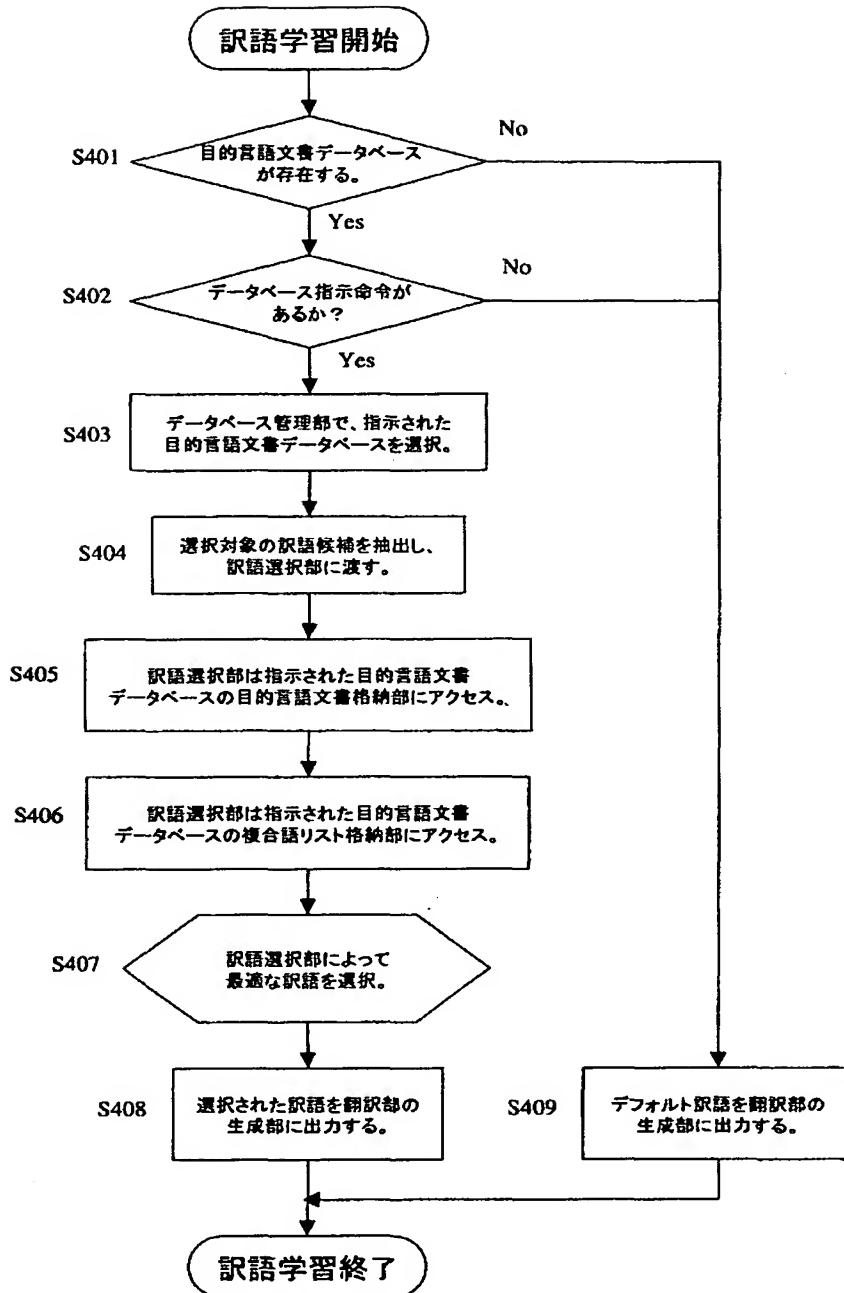 訳語学習開始
No
S401
目的言語文書データベース
が存在する。
Yes
No
S402
データベース指示命令が
あるか？
Yes
S403
データベース管理部で、指示された
目的言語文書データベースを選択。
S404
選択対象の訳語候補を抽出し、
訳語選択部に渡す。
S405
訳語選択部は指示された目的言語文書
データベースの目的言語文書格納部にアクセス。
S406
訳語選択部は指示された目的言語文書
データベースの複合語リスト格納部にアクセス。
S407
訳語選択部によって
最適な訳語を選択。
S408
選択された訳語を翻訳部の
生成部に出力する。
S409
デフォルト訳語を翻訳部の
生成部に出力する。
訳語学習終了